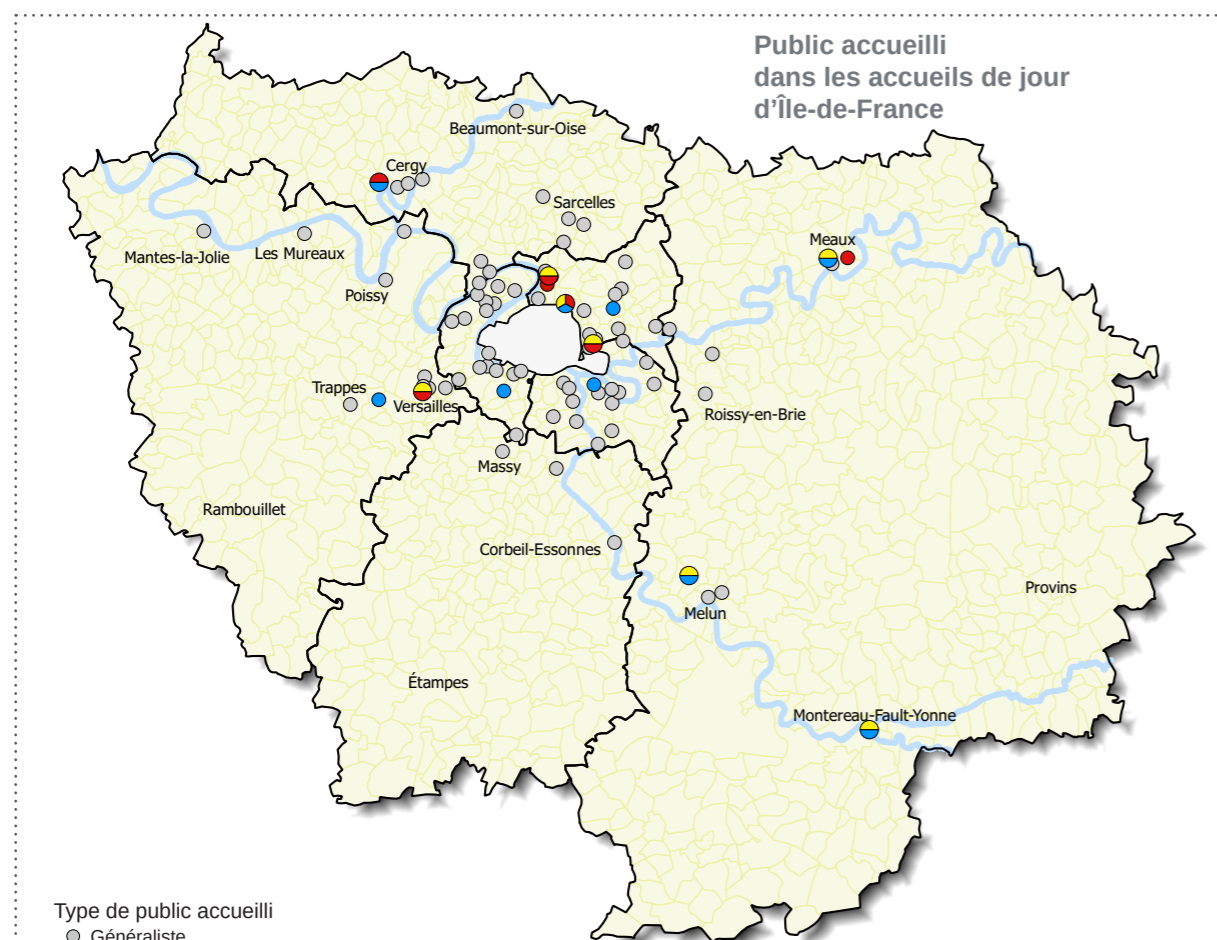 Public accueilli
dans les accueils de jour
d'Île-de-France
Beaumont-sur-Oise
Cergy
Sarcelles
Mantes-la-Jolie
Les Mureaux
Meaux
Poissy
Trappes
Versailles
Roissy-en-Brie
Massy
Rambouillet
Corbeil-Essonnes
Provins
Melun
Étampes
Montereau-Fault-Yonne
Type de public accueilli
Généraliste